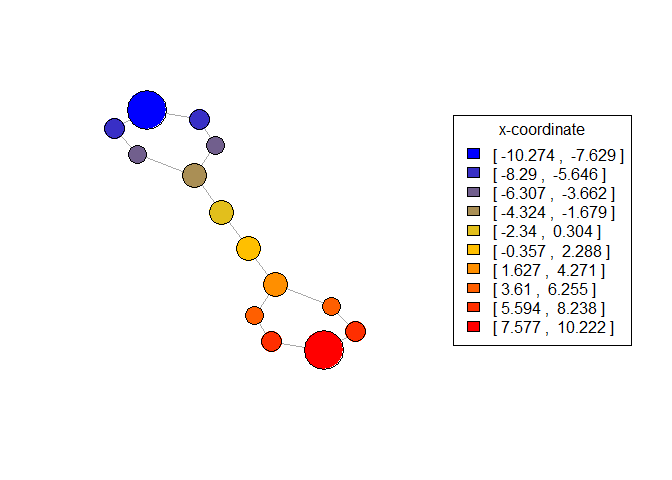 x-coordinate
[ -10.274 , -7.629 ]
[ -8.29 , -5.646 ]
[ -6.307 , -3.662 ]
[ -4.324 , -1.679 ]
[ -2.34 , 0.304 ]
[ -0.357 , 2.288 ]
[ 1.627 , 4.271 ]
[ 3.61 , 6.255 ]
[ 5.594 , 8.238 ]
[ 7.577 , 10.222 ]